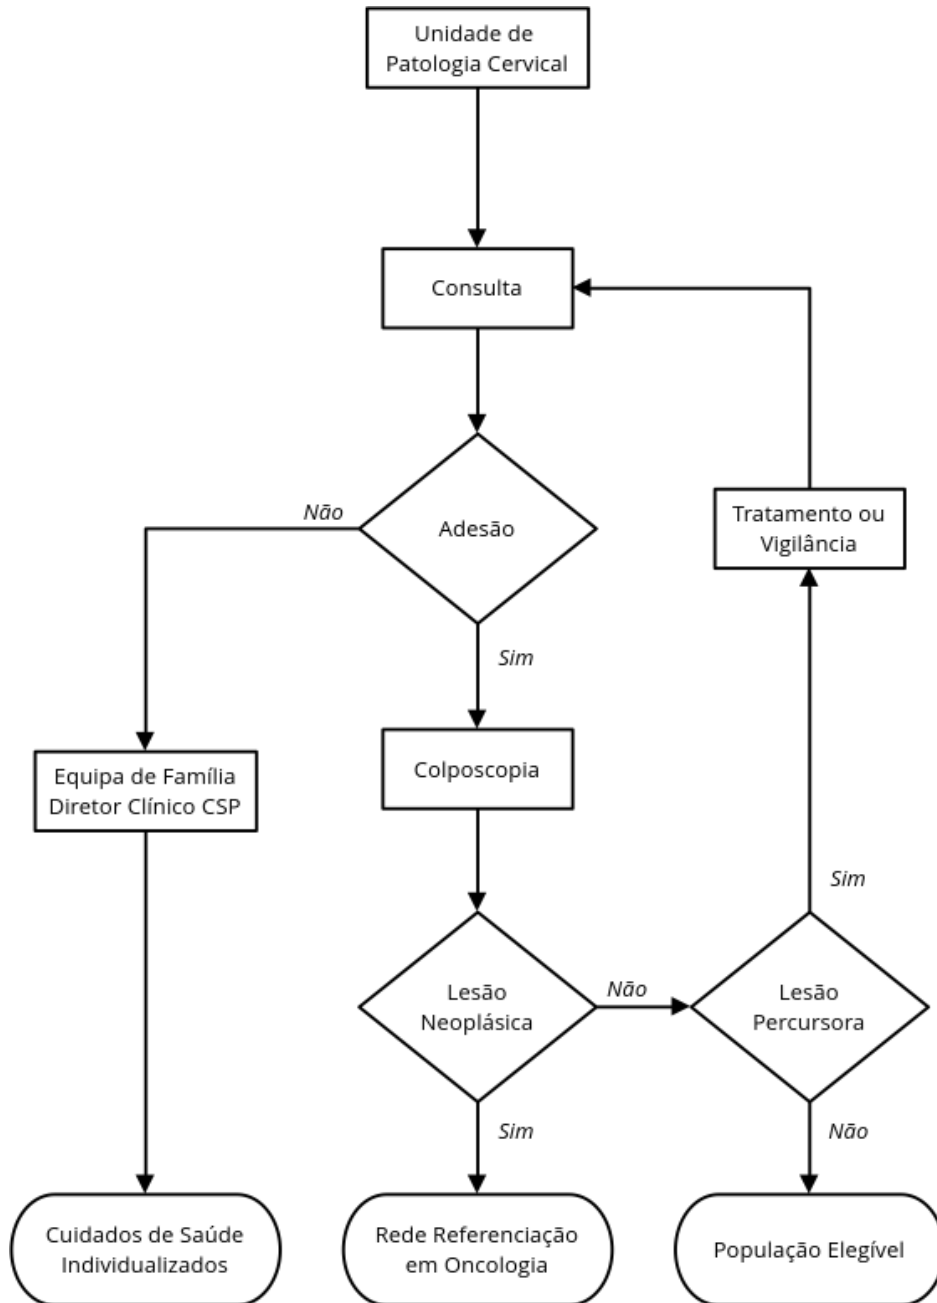 Unidade de
Patologia Cervical
Consulta
Não
Adesão
Tratamento ou
Vigilância
Sim
Equipa de Família
Diretor Clínico CSP
Colposcopia
Sim
Lesão
Neoplásica
Não
Lesão
Percursora
Sim
Não
Cuidados de Saúde
Individualizados
Rede Referenciação
em Oncologia
População Elegível